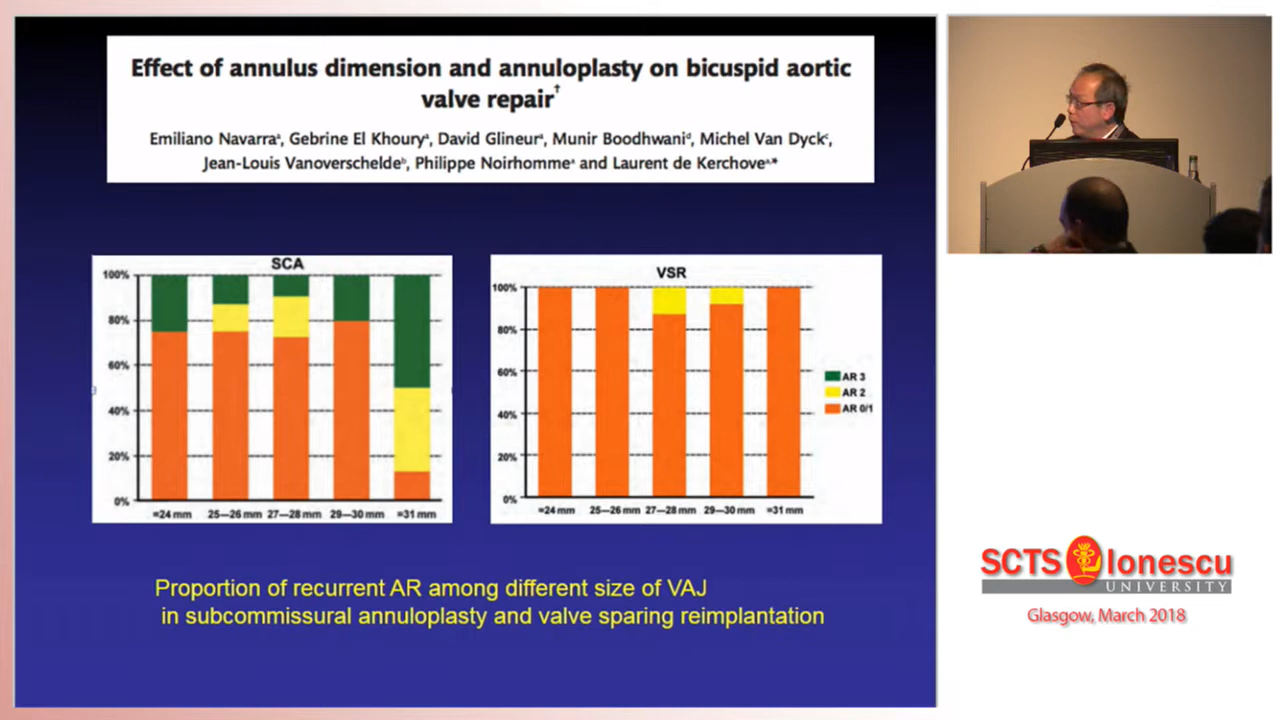 Effect of annulus dimension and annuloplasty on bicuspid aortic
valve repair†
Emiliano Navarraᵃ, Gebrine El Khouryᵃ, David Glineurᵃ, Munir Boodhwaniᵈ, Michel Van Dyckᶜ,
Jean-Louis Vanoverscheldeᵇ, Philippe Noirhommeᵃ and Laurent de Kerchoveᵃ,*
SCA
100%
80%
60%
40%
20%
0%
=24 mm 25—26 mm 27—28 mm 29—30 mm =31 mm
VSR
100%
80%
60%
40%
20%
0%
=24 mm 25—26 mm 27—28 mm 29—30 mm =31 mm
AR 3
AR 2
AR 0/1
Proportion of recurrent AR among different size of VAJ
in subcommissural annuloplasty and valve sparing reimplantation
SCTS Ionescu
UNIVERSITY
Glasgow, March 2018